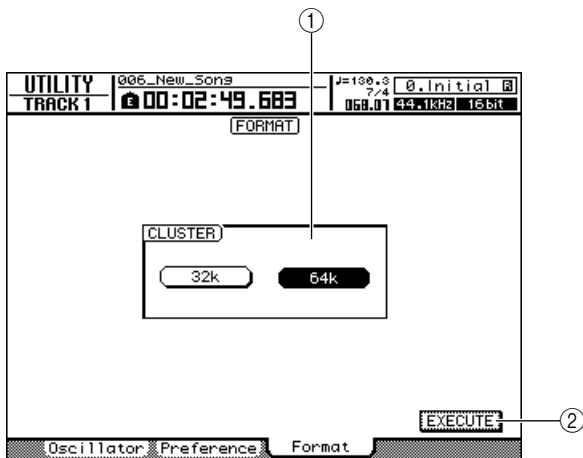 ①
UTILITY
TRACK 1
006_New_Song
E 00:02:49.683
♩=130.3
7/4
068.01
0.Initial R
44.1kHz 16bit
FORMAT
CLUSTER
32k
64k
EXECUTE
②
Oscillator Preference Format